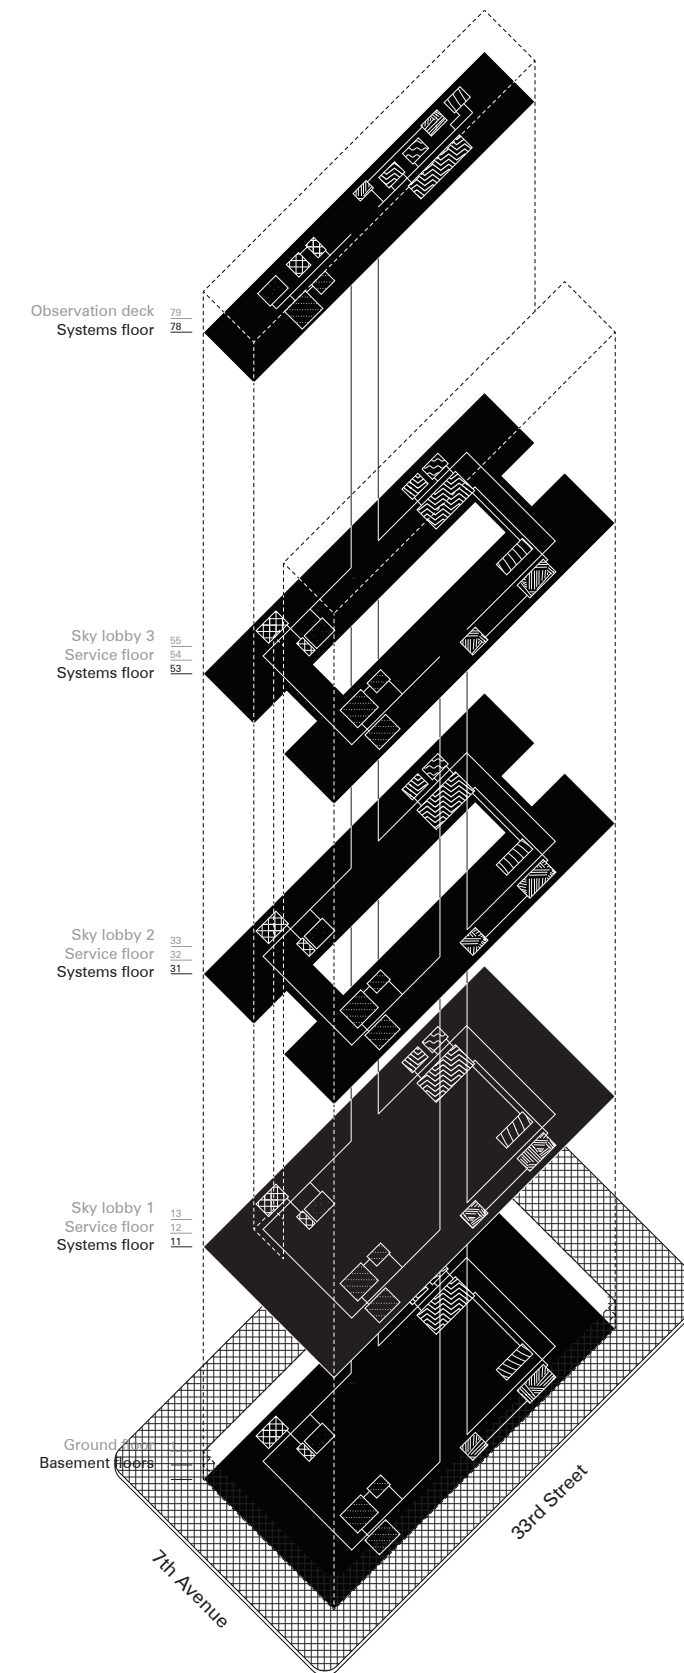 Observation deck 79
Systems floor 78
Sky lobby 3 55
Service floor 54
Systems floor 53
Sky lobby 2 33
Service floor 32
Systems floor 31
Sky lobby 1 13
Service floor 12
Systems floor 11
Ground floor
Basement floors
33rd Street
7th Avenue